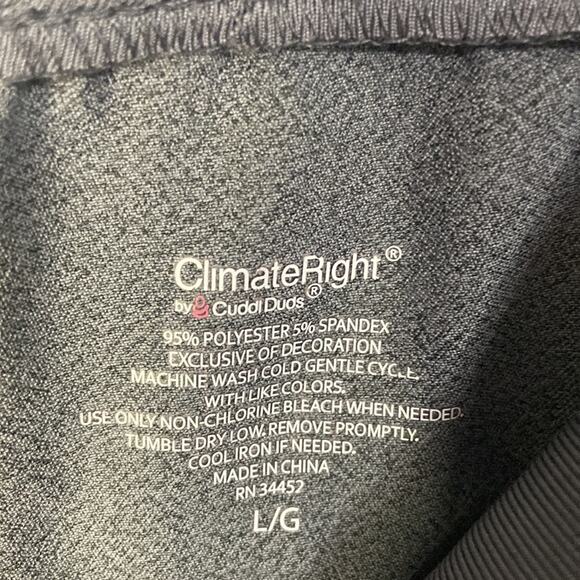 ClimateRight®
by Cuddl Duds®
95% POLYESTER 5% SPANDEX
EXCLUSIVE OF DECORATION
MACHINE WASH COLD GENTLE CYCLE,
WITH LIKE COLORS.
USE ONLY NON-CHLORINE BLEACH WHEN NEEDED.
TUMBLE DRY LOW. REMOVE PROMPTLY.
COOL IRON IF NEEDED.
MADE IN CHINA
RN 34452
L/G